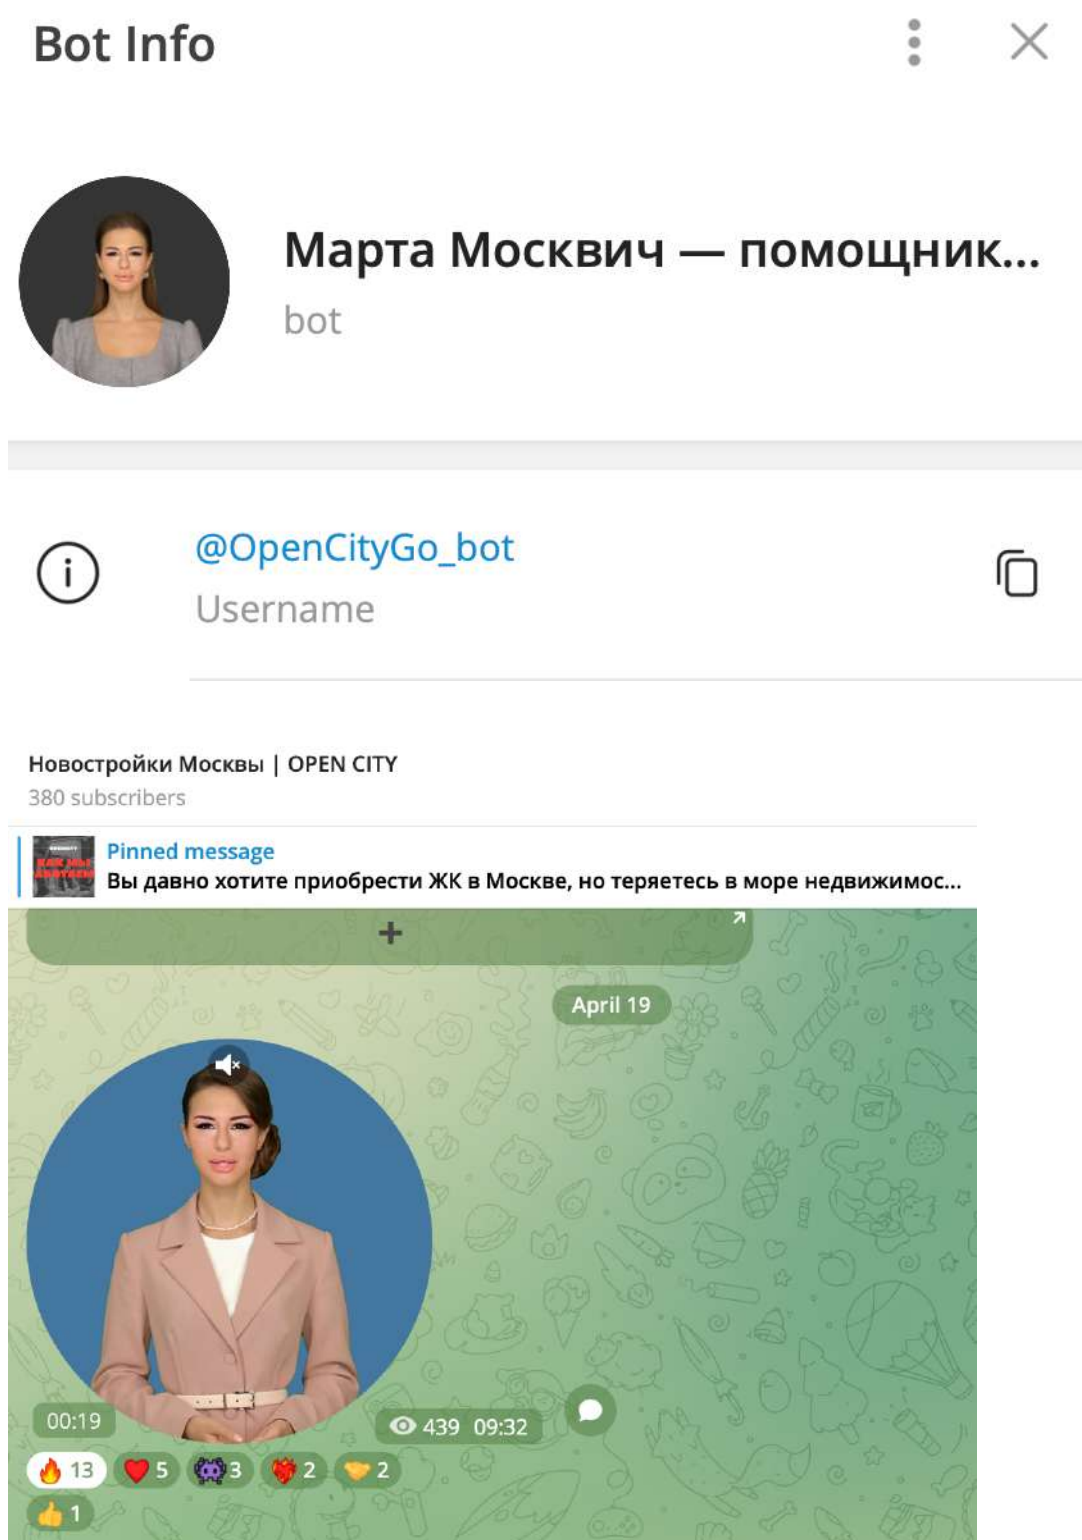 Bot Info
Марта Москвич — помощник...
bot
@OpenCityGo_bot
Username
Новостройки Москвы | OPEN CITY
380 subscribers
Pinned message
Вы давно хотите приобрести ЖК в Москве, но теряетесь в море недвижимос...
+
April 19
00:19
439 09:32
13 5 3 2 2
1